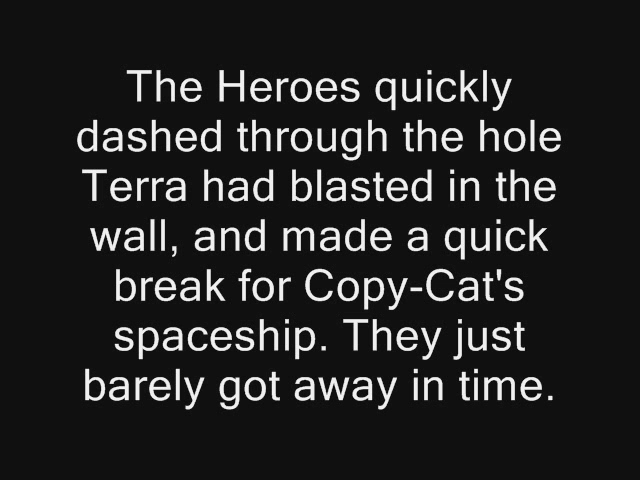 The Heroes quickly
dashed through the hole
Terra had blasted in the
wall, and made a quick
break for Copy-Cat's
spaceship. They just
barely got away in time.